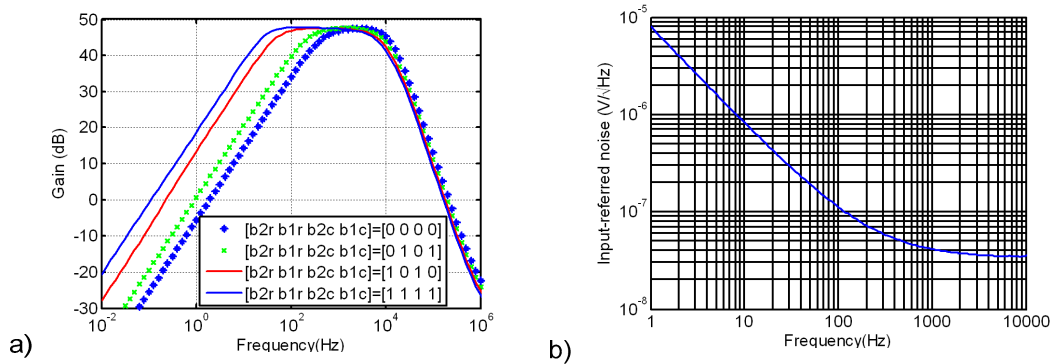 50
40
30
20
10
0
-10
-20
-30
Gain (dB)
[b2r b1r b2c b1c]=[0 0 0 0]
[b2r b1r b2c b1c]=[0 1 0 1]
[b2r b1r b2c b1c]=[1 0 1 0]
[b2r b1r b2c b1c]=[1 1 1 1]
10^-2
10^0
10^2
10^4
10^6
Frequency(Hz)
a)
10^-5
10^-6
10^-7
10^-8
Input-referred noise (V/√Hz)
1
10
100
1000
10000
Frequency(Hz)
b)